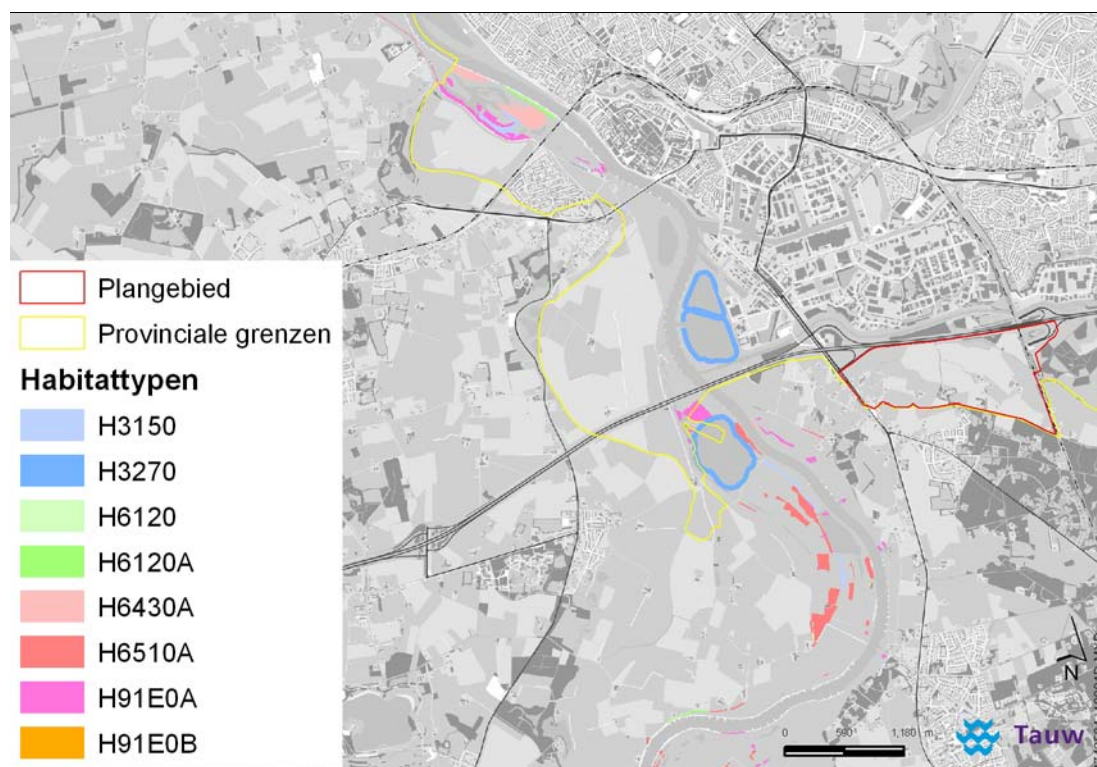 Plangebied
Provinciale grenzen
Habitattypen
H3150
H3270
H6120
H6120A
H6430A
H6510A
H91E0A
H91E0B
N
0 590 1,180 m
Tauw